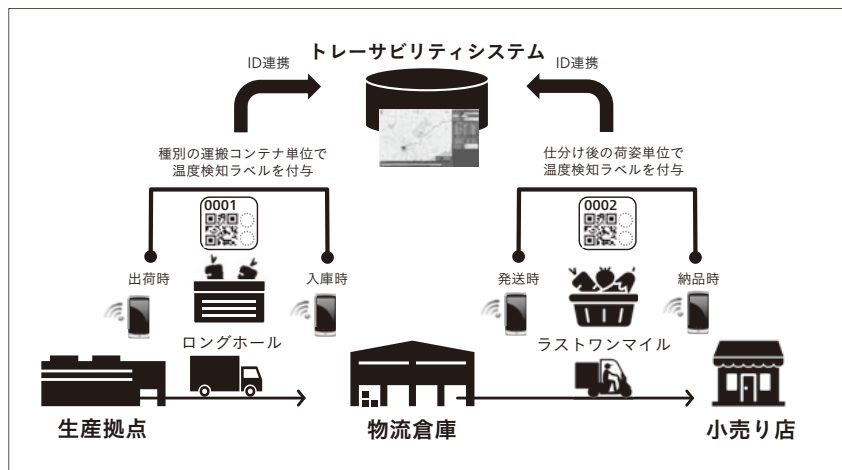 トレーサビリティシステム
ID連携
ID連携
種別の運搬コンテナ単位で
温度検知ラベルを付与
仕分け後の荷姿単位で
温度検知ラベルを付与
0001
0002
出荷時
入庫時
発送時
納品時
ロングホール
ラストワンマイル
生産拠点
物流倉庫
小売り店